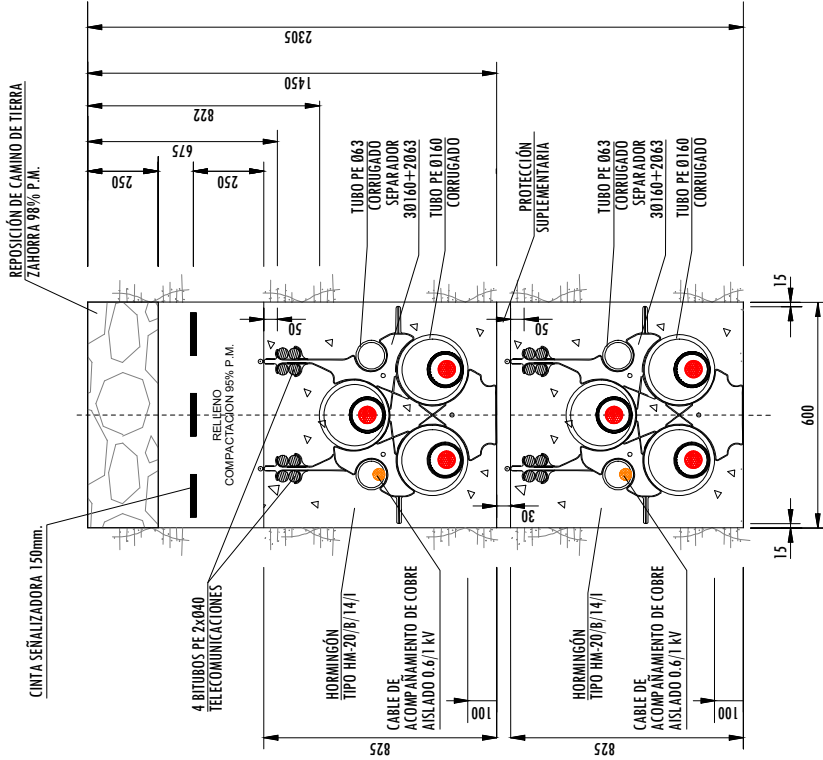 REPOSICIÓN DE CAMINO DE TIERRA
ZAHORRA 98% P.M.
CINTA SEÑALIZADORA 150mm.
2305
1450
822
675
250
250
RELLENO
COMPACTACION 95% P.M.
4 BITUBOS PE 2xØ40
TELECOMUNICACIONES
50
TUBO PE Ø63
CORRUGADO
SEPARADOR
3Ø160+2Ø63
TUBO PE Ø160
CORRUGADO
HORMINGÓN
TIPO HM-20/B/14/I
CABLE DE
ACOMPAÑAMIENTO DE COBRE
AISLADO 0.6/1 kV
100
825
30
PROTECCIÓN
SUPLEMENTARIA
50
TUBO PE Ø63
CORRUGADO
SEPARADOR
3Ø160+2Ø63
TUBO PE Ø160
CORRUGADO
HORMINGÓN
TIPO HM-20/B/14/I
CABLE DE
ACOMPAÑAMIENTO DE COBRE
AISLADO 0.6/1 kV
100
825
15
15
600